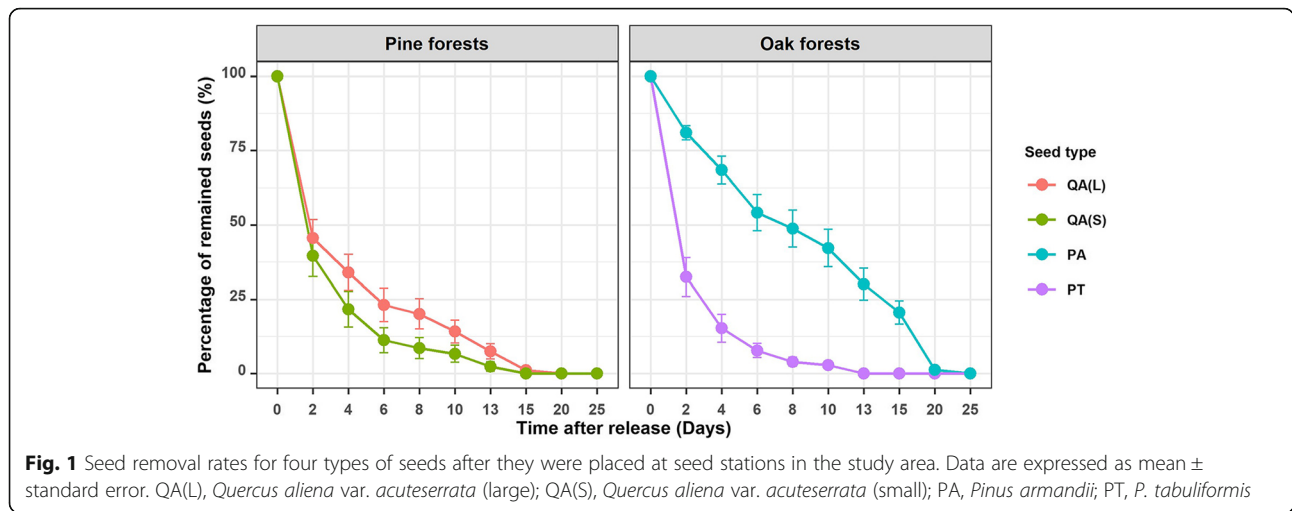 Pine forests
Oak forests
Percentage of remained seeds (%)
100
75
50
25
0
0 2 4 6 8 10 13 15 20 25
0 2 4 6 8 10 13 15 20 25
Time after release (Days)
Seed type
QA(L)
QA(S)
PA
PT
Fig. 1 Seed removal rates for four types of seeds after they were placed at seed stations in the study area. Data are expressed as mean ±
standard error. QA(L), Quercus aliena var. acuteserrata (large); QA(S), Quercus aliena var. acuteserrata (small); PA, Pinus armandii; PT, P. tabuliformis